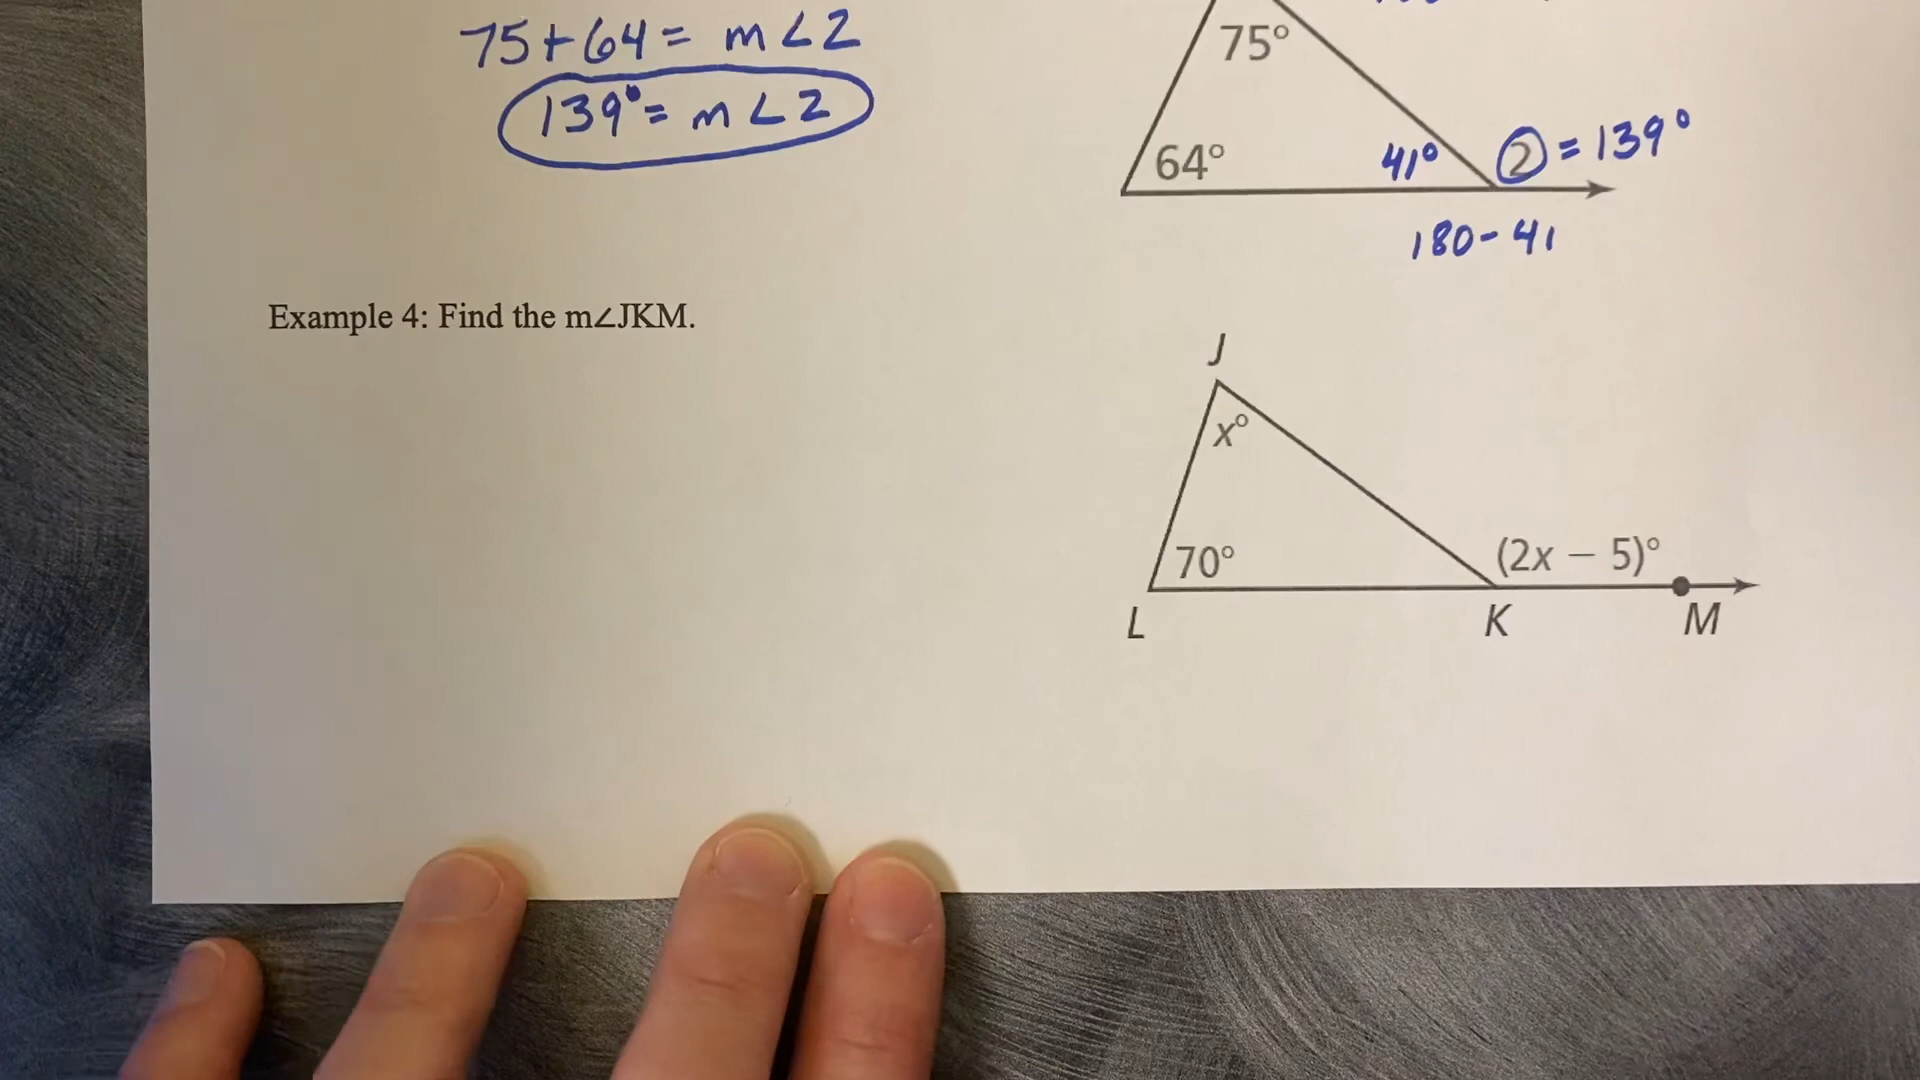 75+64 = m∠2
139° = m∠2
75°
64°
41°
2 = 139°
180 - 41
Example 4: Find the m∠JKM.
J
x°
70°
(2x – 5)°
L
K
M